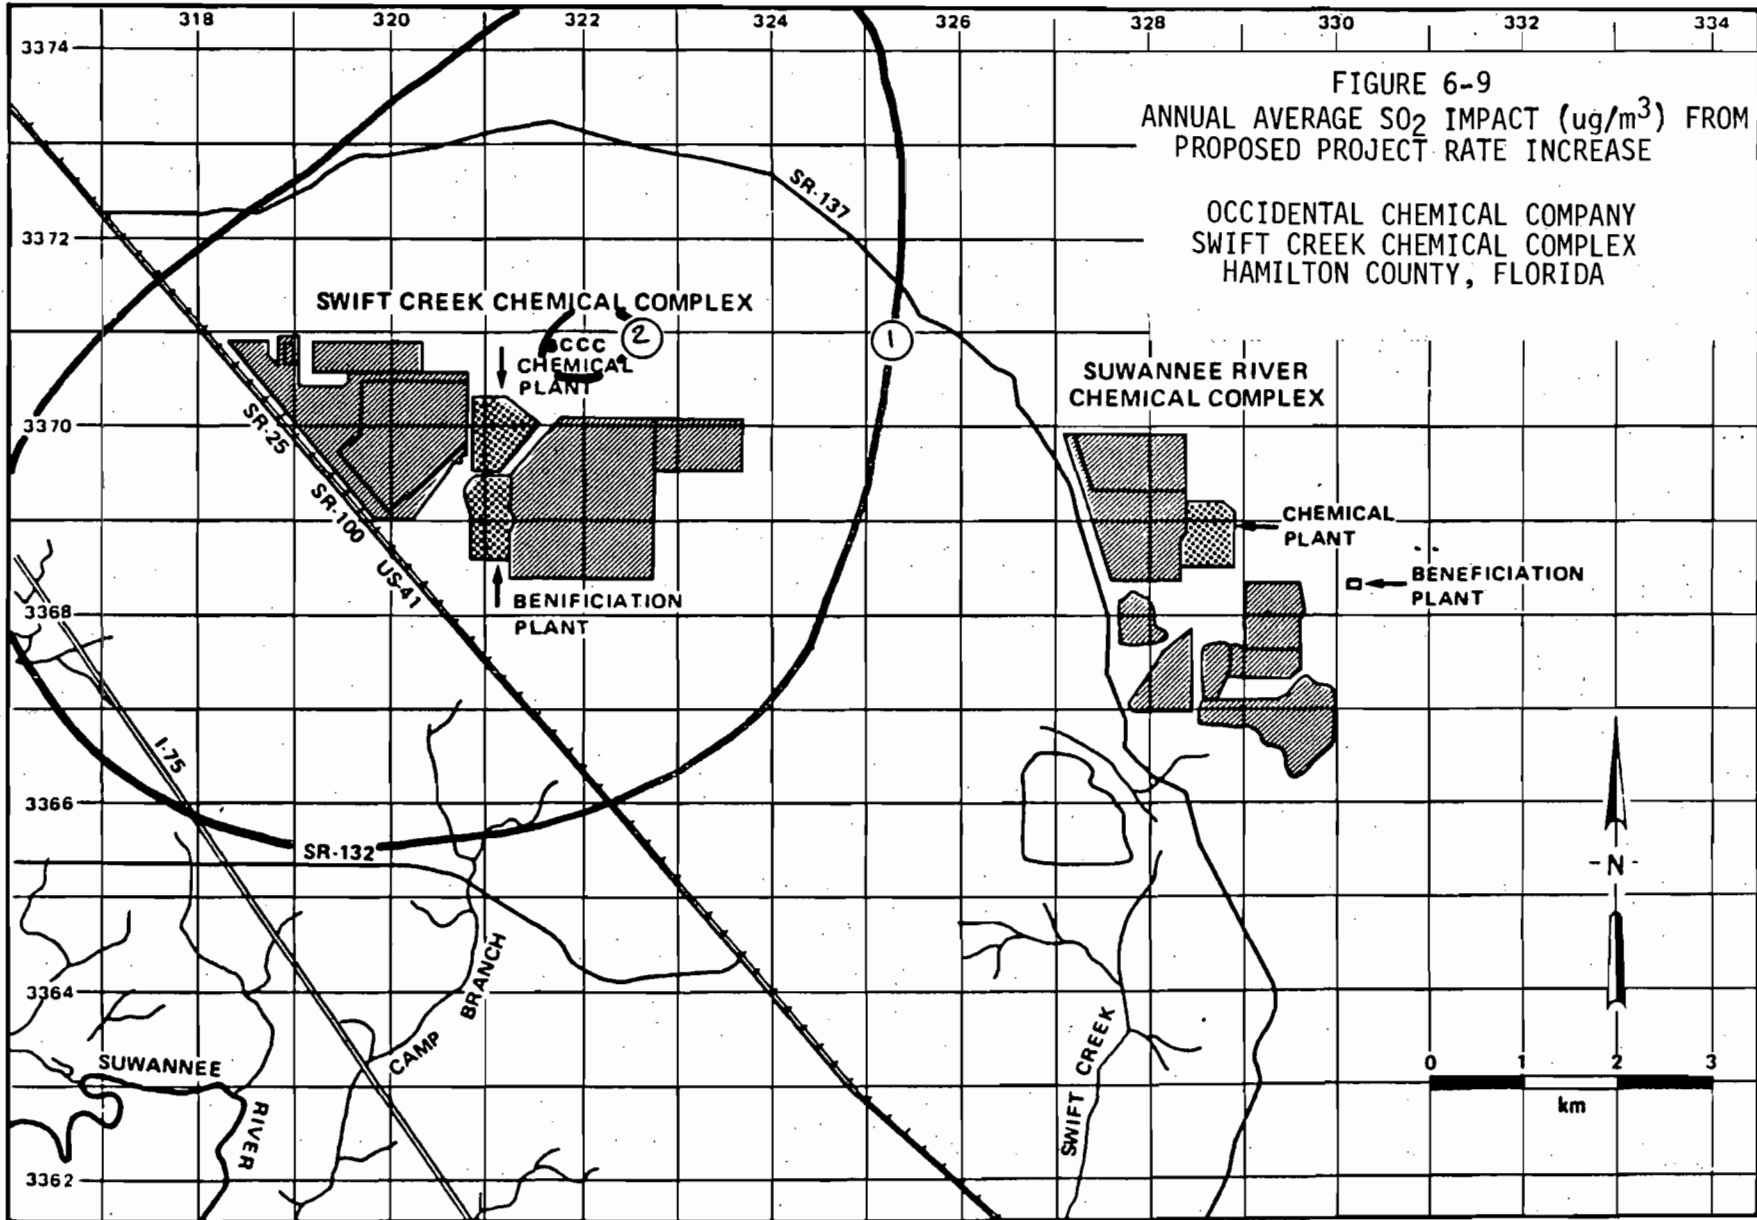 318 320 322 324 326 328 330 332 334
3374
3372
3370
3368
3366
3364
3362
FIGURE 6-9
ANNUAL AVERAGE SO2 IMPACT (ug/m3) FROM
PROPOSED PROJECT RATE INCREASE
OCCIDENTAL CHEMICAL COMPANY
SWIFT CREEK CHEMICAL COMPLEX
HAMILTON COUNTY, FLORIDA
SR-137
SWIFT CREEK CHEMICAL COMPLEX
2
1
CHEMICAL
PLANT
SUWANNEE RIVER
CHEMICAL COMPLEX
SR-25
SR-100
US-41
CHEMICAL
PLANT
BENEFICIATION
PLANT
BENIFICIATION
PLANT
I-75
SR-132
CAMP BRANCH
SUWANNEE
RIVER
SWIFT CREEK
-N-
0 1 2 3
km